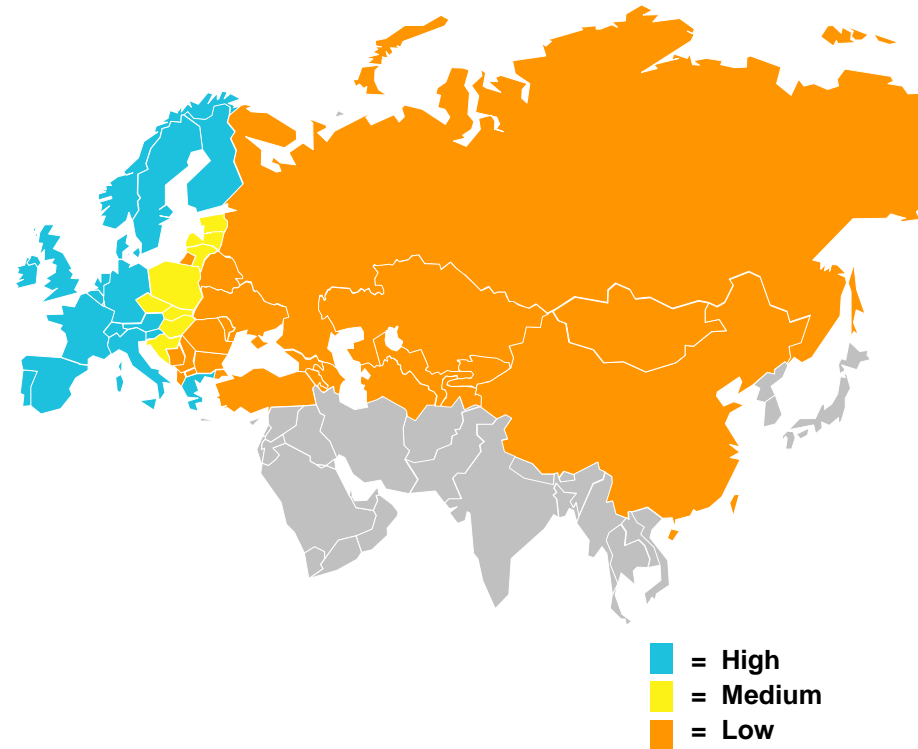 = High
= Medium
= Low